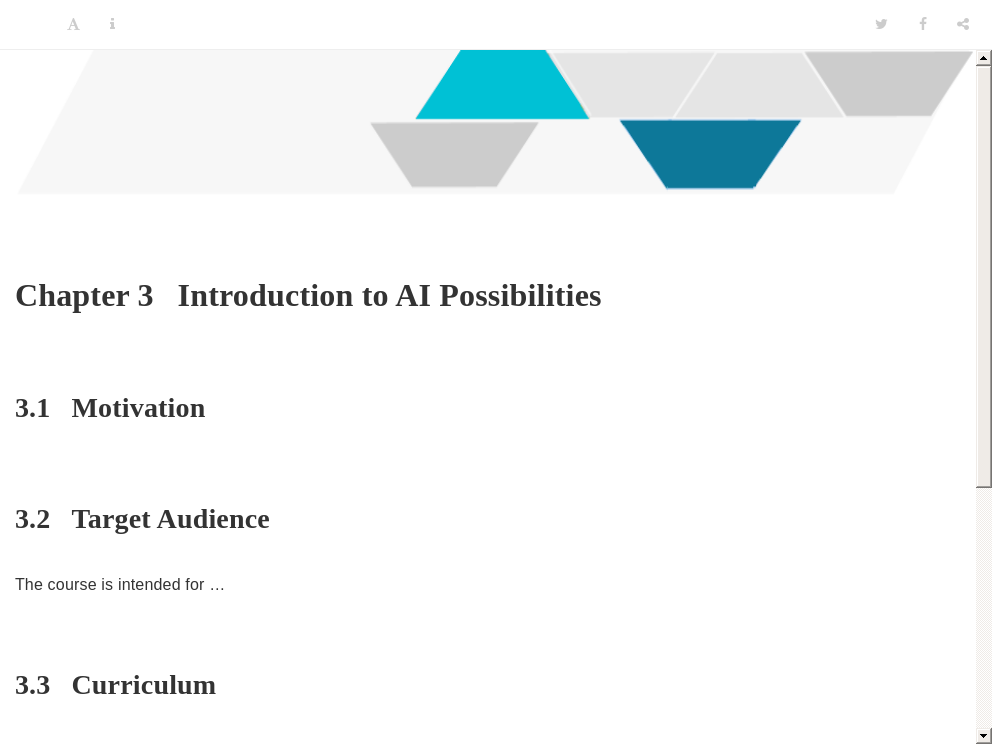 Chapter 3 Introduction to AI Possibilities
3.1 Motivation
3.2 Target Audience
The course is intended for …
3.3 Curriculum